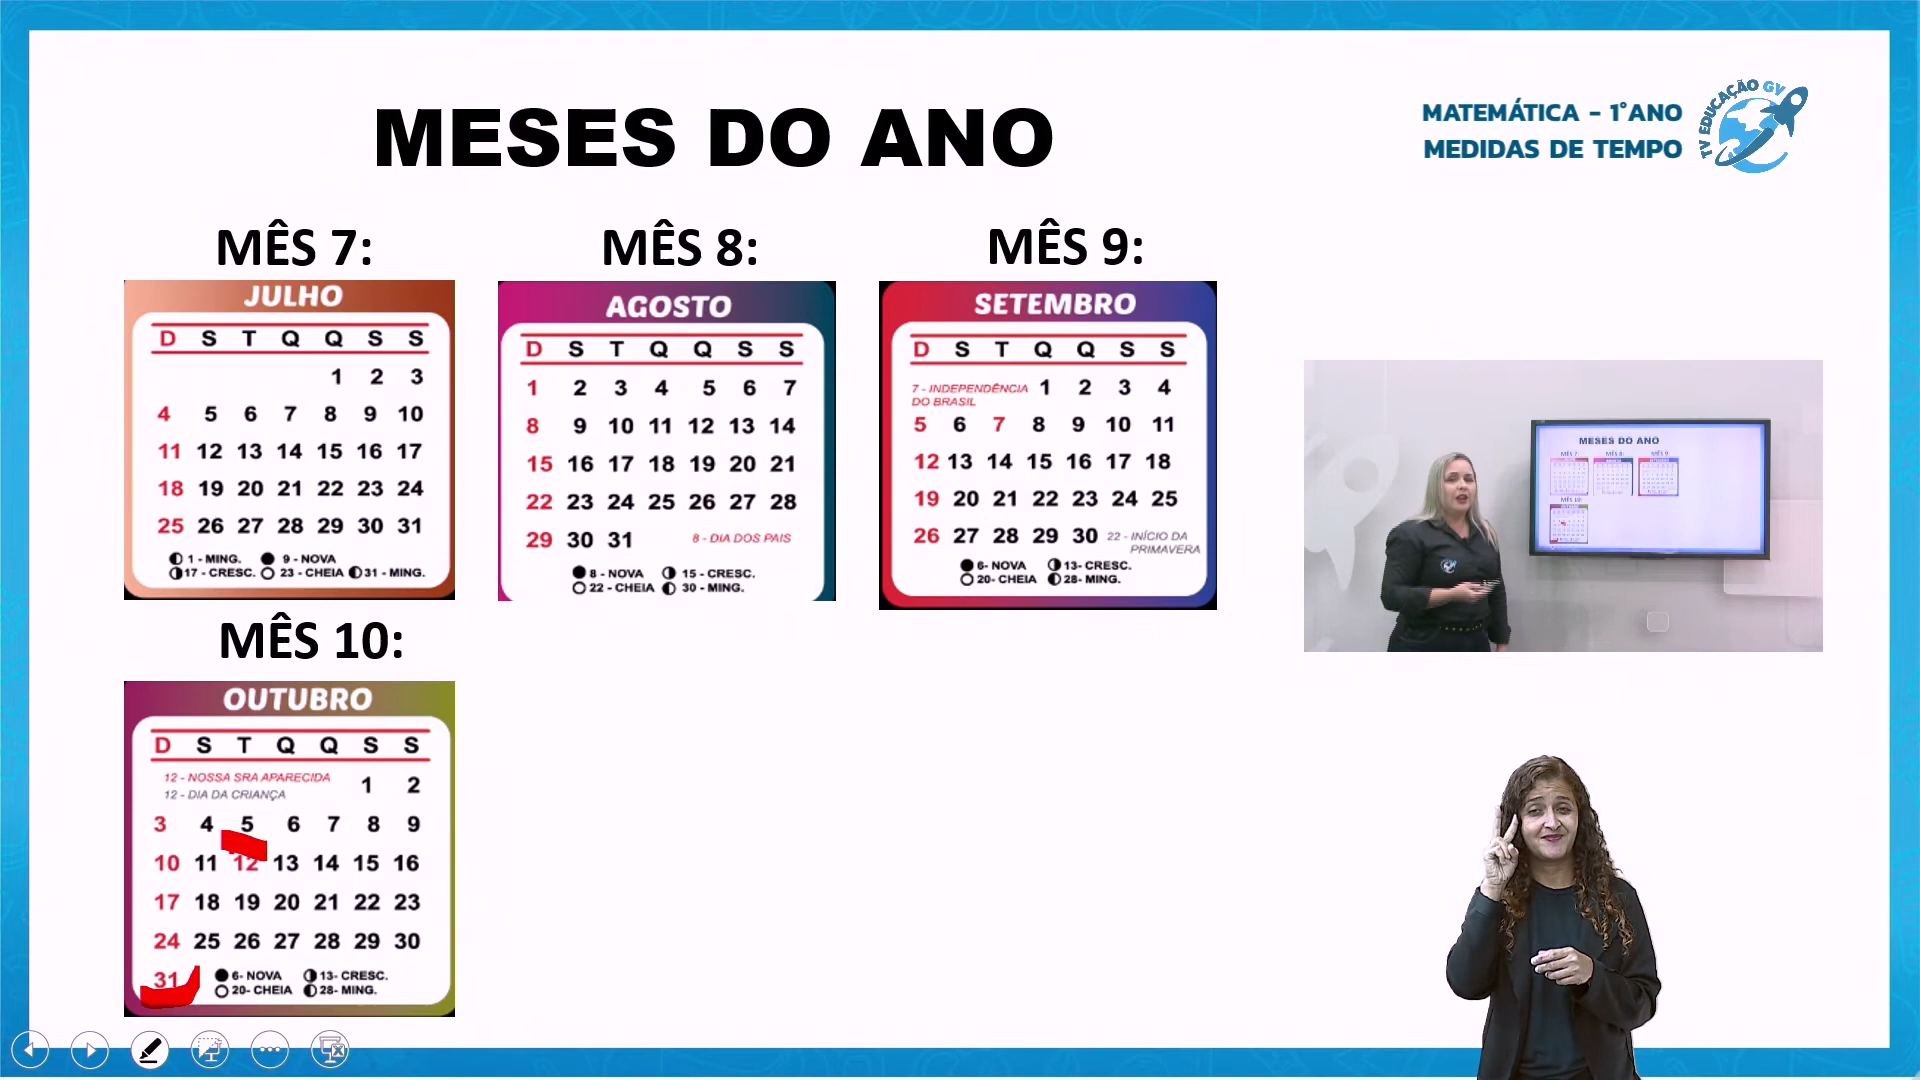 MESES DO ANO
MATEMÁTICA - 1°ANO
MEDIDAS DE TEMPO
TV EDUCAÇÃO GV
MÊS 7:
JULHO
D S T Q Q S S
1 2 3
4 5 6 7 8 9 10
11 12 13 14 15 16 17
18 19 20 21 22 23 24
25 26 27 28 29 30 31
1 - MING. 9 - NOVA
17 - CRESC. 23 - CHEIA 31 - MING.
MÊS 8:
AGOSTO
D S T Q Q S S
1 2 3 4 5 6 7
8 9 10 11 12 13 14
15 16 17 18 19 20 21
22 23 24 25 26 27 28
29 30 31 8 - DIA DOS PAIS
8 - NOVA 15 - CRESC.
22 - CHEIA 30 - MING.
MÊS 9:
SETEMBRO
D S T Q Q S S
7 - INDEPENDÊNCIA
DO BRASIL
1 2 3 4
5 6 7 8 9 10 11
12 13 14 15 16 17 18
19 20 21 22 23 24 25
26 27 28 29 30 22 - INÍCIO DA
PRIMAVERA
6- NOVA 13- CRESC.
20- CHEIA 28- MING.
MÊS 10:
OUTUBRO
D S T Q Q S S
12 - NOSSA SRA APARECIDA
12 - DIA DA CRIANÇA
1 2
3 4 5 6 7 8 9
10 11 12 13 14 15 16
17 18 19 20 21 22 23
24 25 26 27 28 29 30
31
6- NOVA 13- CRESC.
20- CHEIA 28- MING.
MESES DO ANO
MÊS 7: MÊS 8: MÊS 9:
MÊS 10: